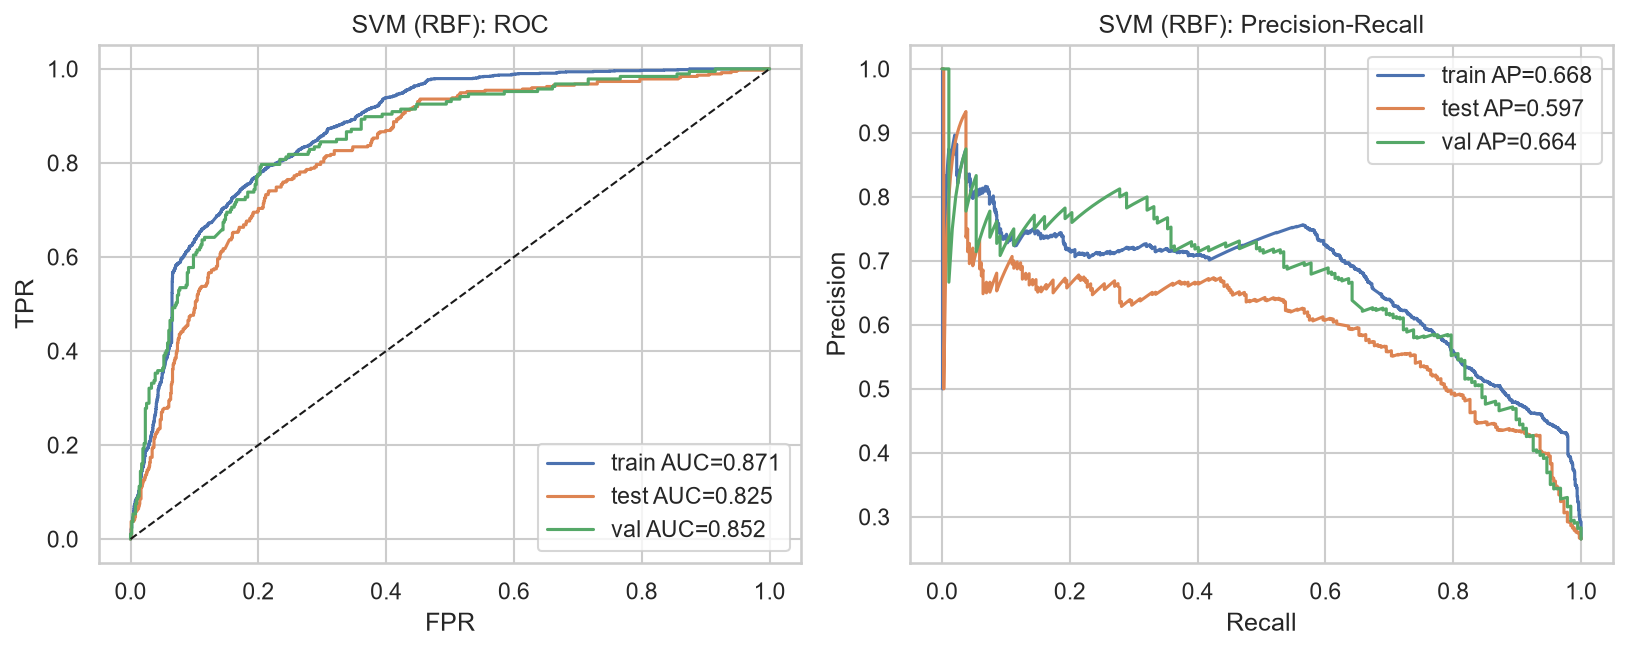 SVM (RBF): ROC
TPR
1.0
0.8
0.6
0.4
0.2
0.0
train AUC=0.871
test AUC=0.825
val AUC=0.852
0.0 0.2 0.4 0.6 0.8 1.0
FPR
SVM (RBF): Precision-Recall
Precision
1.0
0.9
0.8
0.7
0.6
0.5
0.4
0.3
train AP=0.668
test AP=0.597
val AP=0.664
0.0 0.2 0.4 0.6 0.8 1.0
Recall